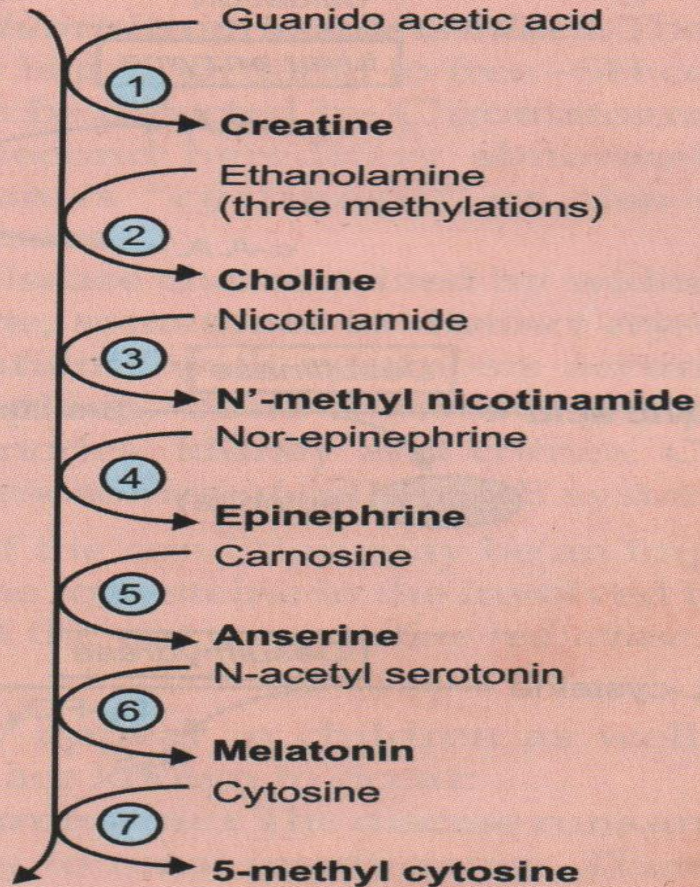 Guanido acetic acid
1
Creatine
Ethanolamine
(three methylations)
2
Choline
Nicotinamide
3
N'-methyl nicotinamide
Nor-epinephrine
4
Epinephrine
Carnosine
5
Anserine
N-acetyl serotonin
6
Melatonin
Cytosine
7
5-methyl cytosine